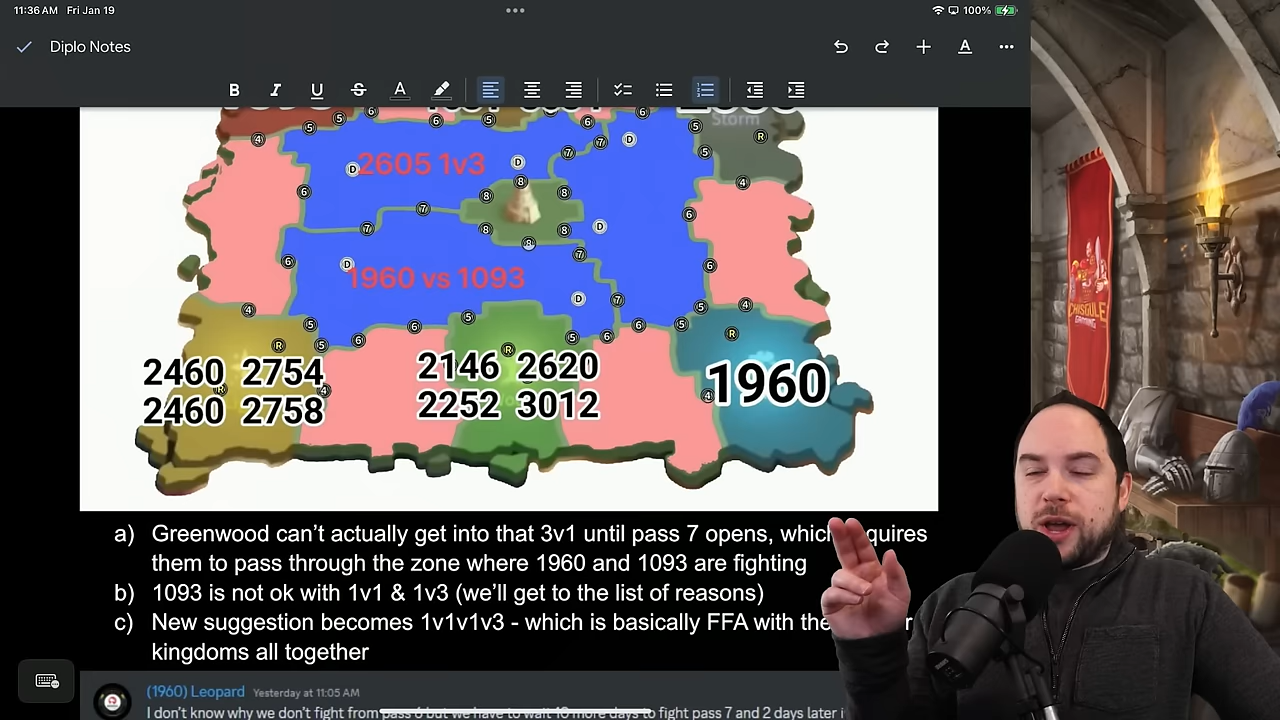 11:36 AM Fri Jan 19
100%
Diplo Notes
B I U S A
Storm
2605 1v3
1960 vs 1093
2460 2754
2460 2758
2146 2620
2252 3012
1960
a) Greenwood can't actually get into that 3v1 until pass 7 opens, which
them to pass through the zone where 1960 and 1093 are fighting
b) 1093 is not ok with 1v1 & 1v3 (we'll get to the list of reasons)
c) New suggestion becomes 1v1v1v3 - which is basically FFA with the
kingdoms all together
(1960) Leopard Yesterday at 11:05 AM
I don't know why we don't fight from pass 6 but we have to wait 10 more days to fight pass 7 and 2 days later
CHISGULE
GAMING